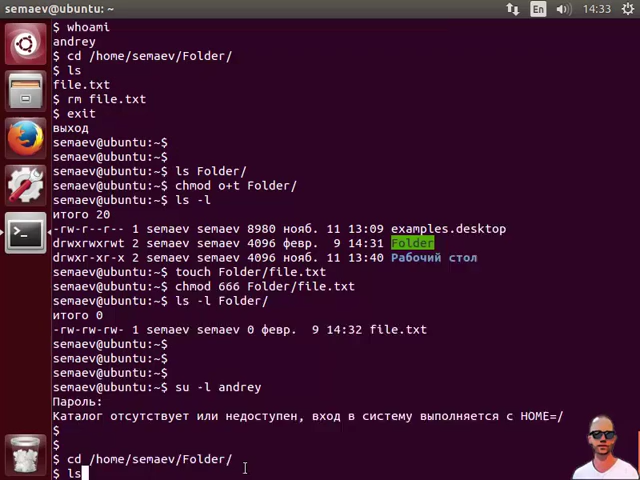 semaev@ubuntu: ~
En
14:33
$ whoami
andrey
$ cd /home/semaev/Folder/
$ ls
file.txt
$ rm file.txt
$ exit
выход
semaev@ubuntu:~$
semaev@ubuntu:~$ ls Folder/
semaev@ubuntu:~$ chmod o+t Folder/
semaev@ubuntu:~$ ls -l
итого 20
-rw-r--r-- 1 semaev semaev 8980 нояб. 11 13:09 examples.desktop
drwxrwxrwt 2 semaev semaev 4096 февр.  9 14:31 Folder
drwxr-xr-x 2 semaev semaev 4096 нояб. 11 13:40 Рабочий стол
semaev@ubuntu:~$ touch Folder/file.txt
semaev@ubuntu:~$ chmod 666 Folder/file.txt
semaev@ubuntu:~$ ls -l Folder/
итого 0
-rw-rw-rw- 1 semaev semaev 0 февр.  9 14:32 file.txt
semaev@ubuntu:~$
semaev@ubuntu:~$
semaev@ubuntu:~$
semaev@ubuntu:~$ su -l andrey
Пароль:
Каталог отсутствует или недоступен, вход в систему выполняется с HOME=/
$
$
$ cd /home/semaev/Folder/
$ ls